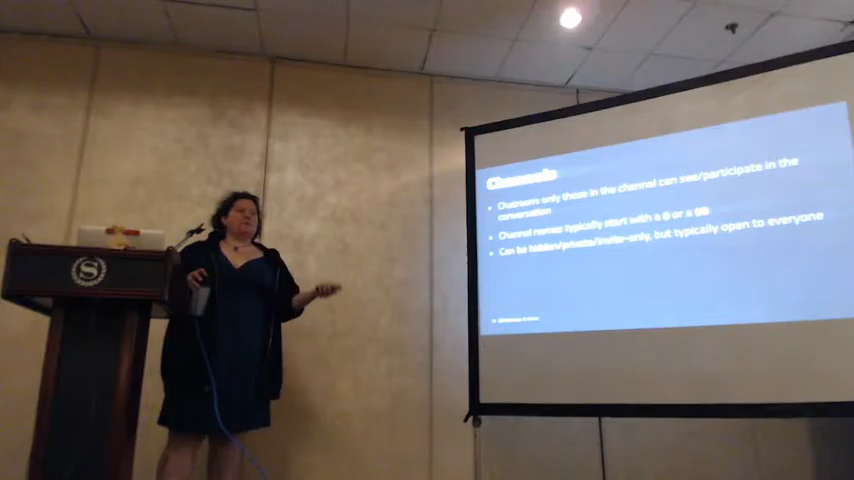 Channels
• Chatroom: only those in the channel can see/participate in the
conversation
• Channel names typically start with a # or a ##
• Can be hidden/private/invite-only, but typically open to everyone
S